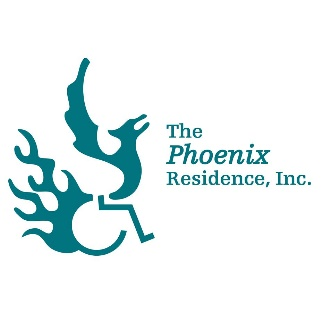 The
Phoenix
Residence, Inc.